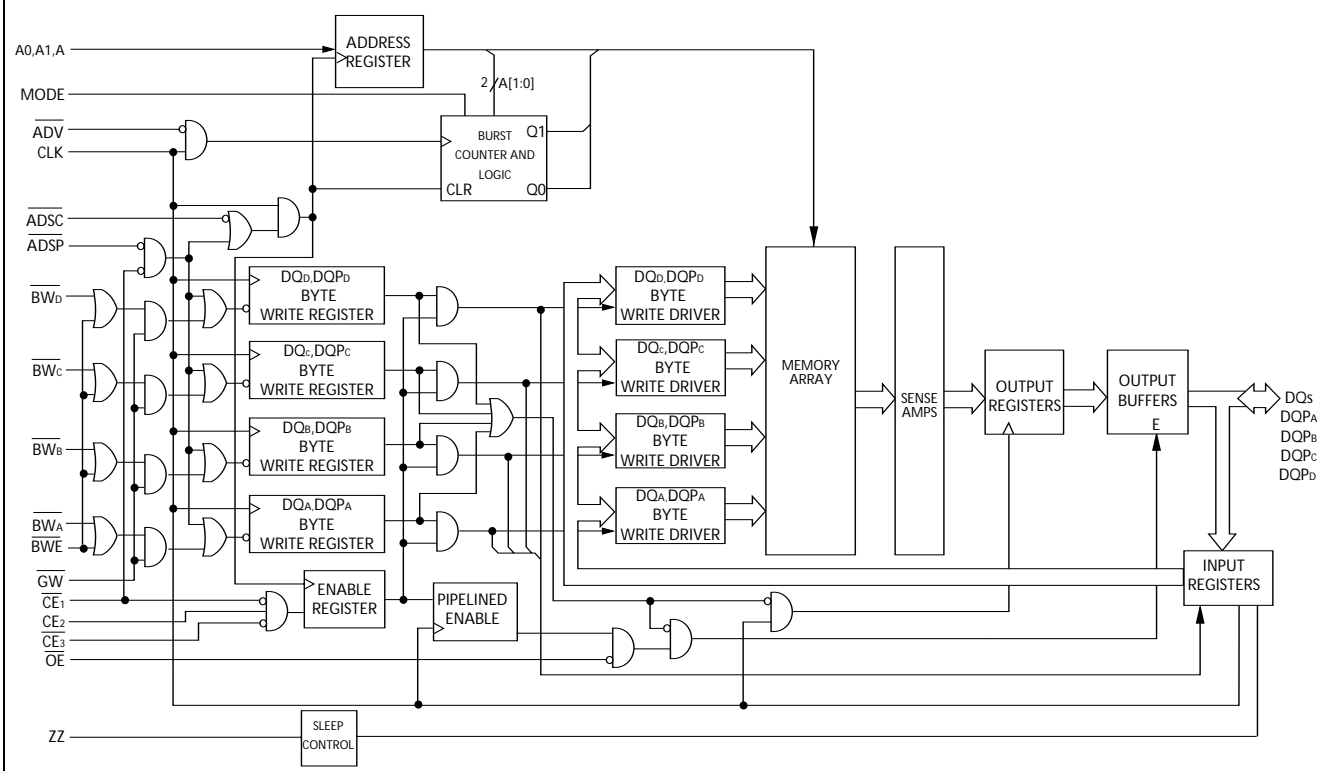 A0,A1,A
ADDRESS
REGISTER
2
A[1:0]
MODE
ADV
CLK
BURST
COUNTER AND
LOGIC
Q1
CLR
Q0
ADSC
ADSP
BWD
BWC
BWB
BWA
BWE
GW
CE1
CE2
CE3
OE
ZZ
DQD,DQPD
BYTE
WRITE REGISTER
DQC,DQPC
BYTE
WRITE REGISTER
DQB,DQPB
BYTE
WRITE REGISTER
DQA,DQPA
BYTE
WRITE REGISTER
ENABLE
REGISTER
PIPELINED
ENABLE
SLEEP
CONTROL
DQD,DQPD
BYTE
WRITE DRIVER
DQC,DQPC
BYTE
WRITE DRIVER
DQB,DQPB
BYTE
WRITE DRIVER
DQA,DQPA
BYTE
WRITE DRIVER
MEMORY
ARRAY
SENSE
AMPS
OUTPUT
REGISTERS
OUTPUT
BUFFERS
E
INPUT
REGISTERS
DQs
DQPA
DQPB
DQPC
DQPD